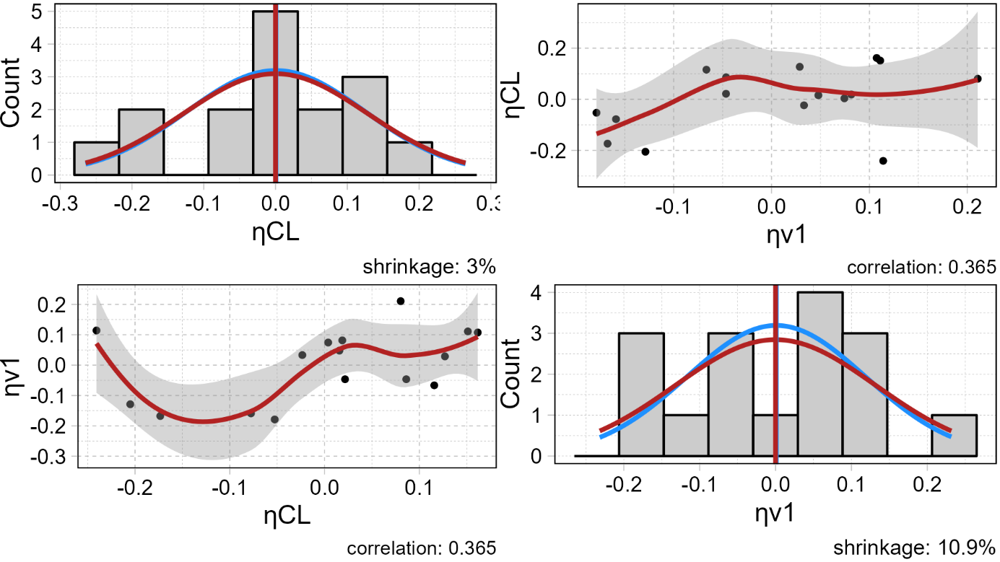 5
4
3
2
1
0
Count
-0.3 -0.2 -0.1 0.0 0.1 0.2
ηCL
shrinkage: 3%
0.2
0.0
-0.2
ηCL
-0.1 0.0 0.1 0.2
ηv1
correlation: 0.365
0.2
0.1
0.0
-0.1
-0.2
-0.3
ηv1
-0.2 -0.1 0.0 0.1
ηCL
correlation: 0.365
4
3
2
1
0
Count
-0.2 -0.1 0.0 0.1 0.2
ηv1
shrinkage: 10.9%